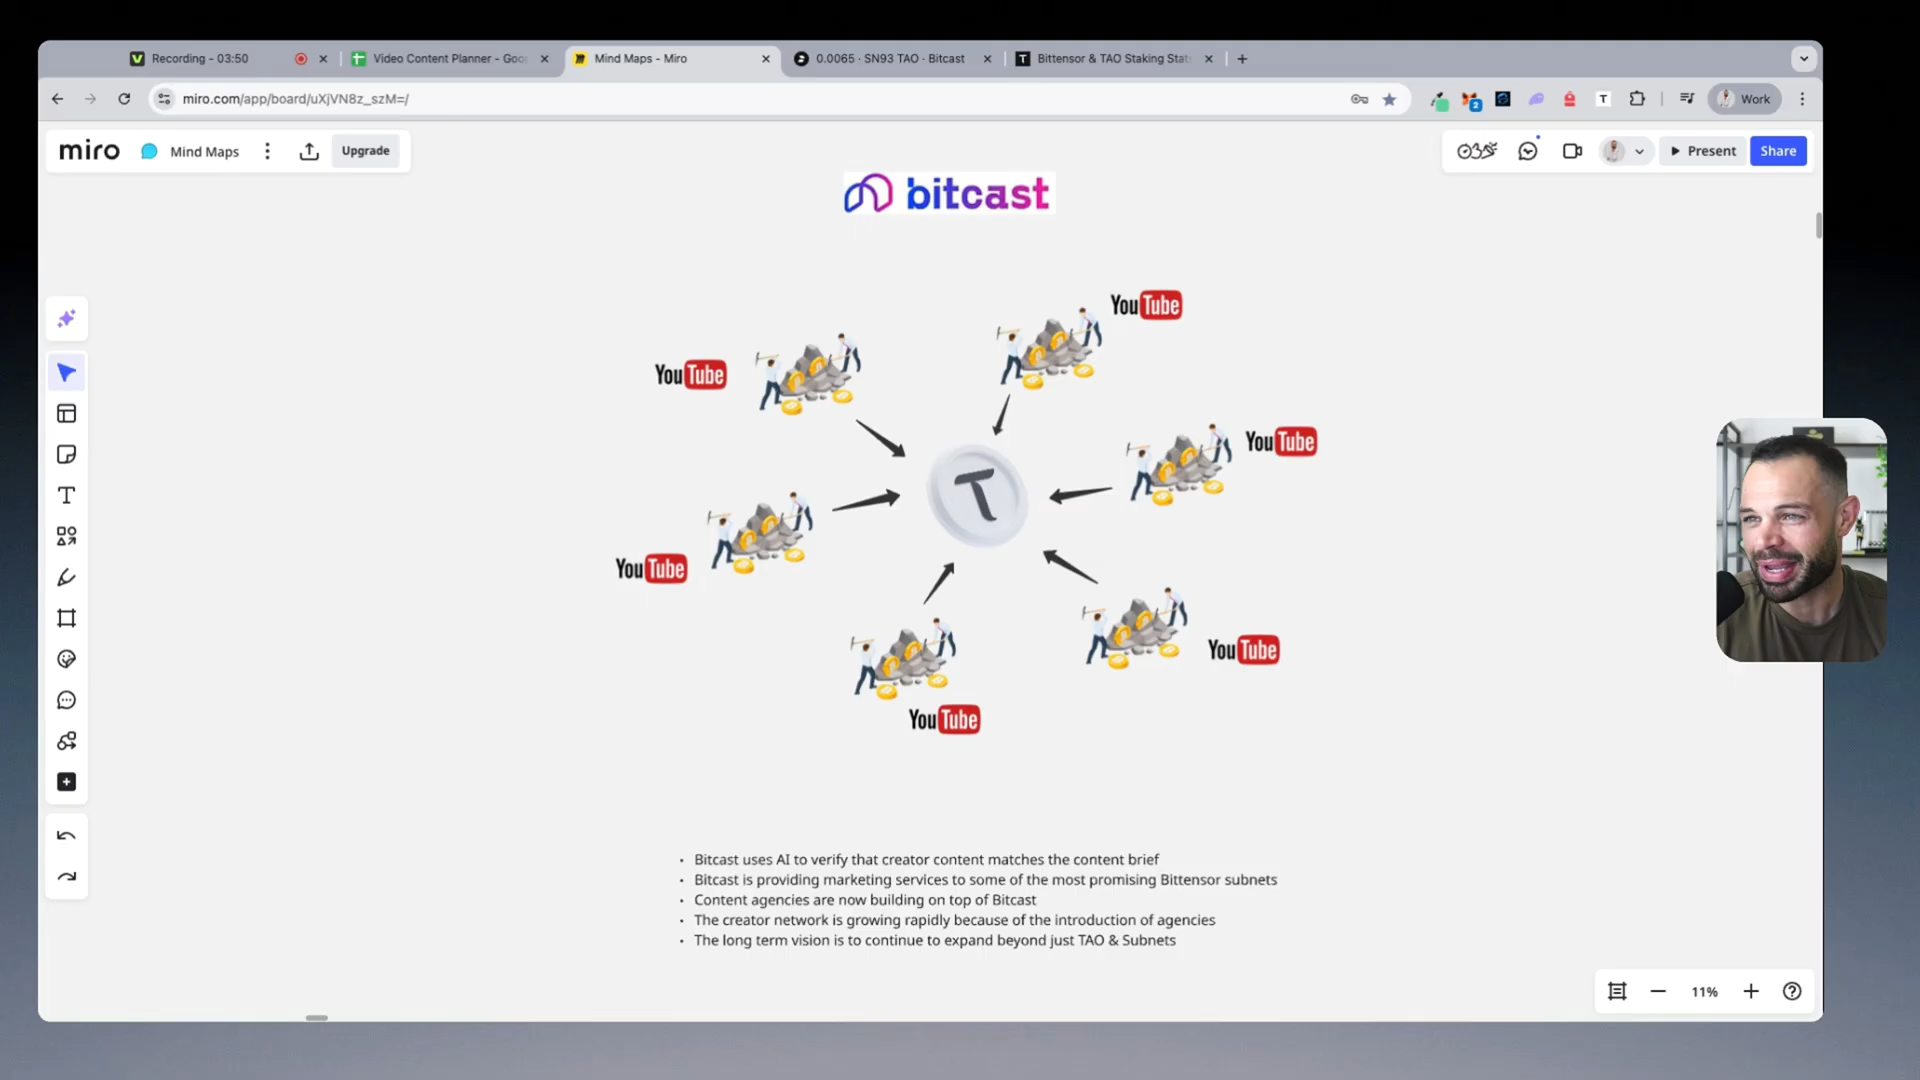 Recording - 03:50
Video Content Planner - Goo
Mind Maps - Miro
0.0065 · SN93 TAO · Bitcast
Bittensor & TAO Staking Stat
miro.com/app/board/uXjVN8z_szM=/
2
T
Work
miro
Mind Maps
Upgrade
Present
Share
bitcast
YouTube
YouTube
YouTube
T
YouTube
YouTube
YouTube
• Bitcast uses AI to verify that creator content matches the content brief
• Bitcast is providing marketing services to some of the most promising Bittensor subnets
• Content agencies are now building on top of Bitcast
• The creator network is growing rapidly because of the introduction of agencies
• The long term vision is to continue to expand beyond just TAO & Subnets
11%